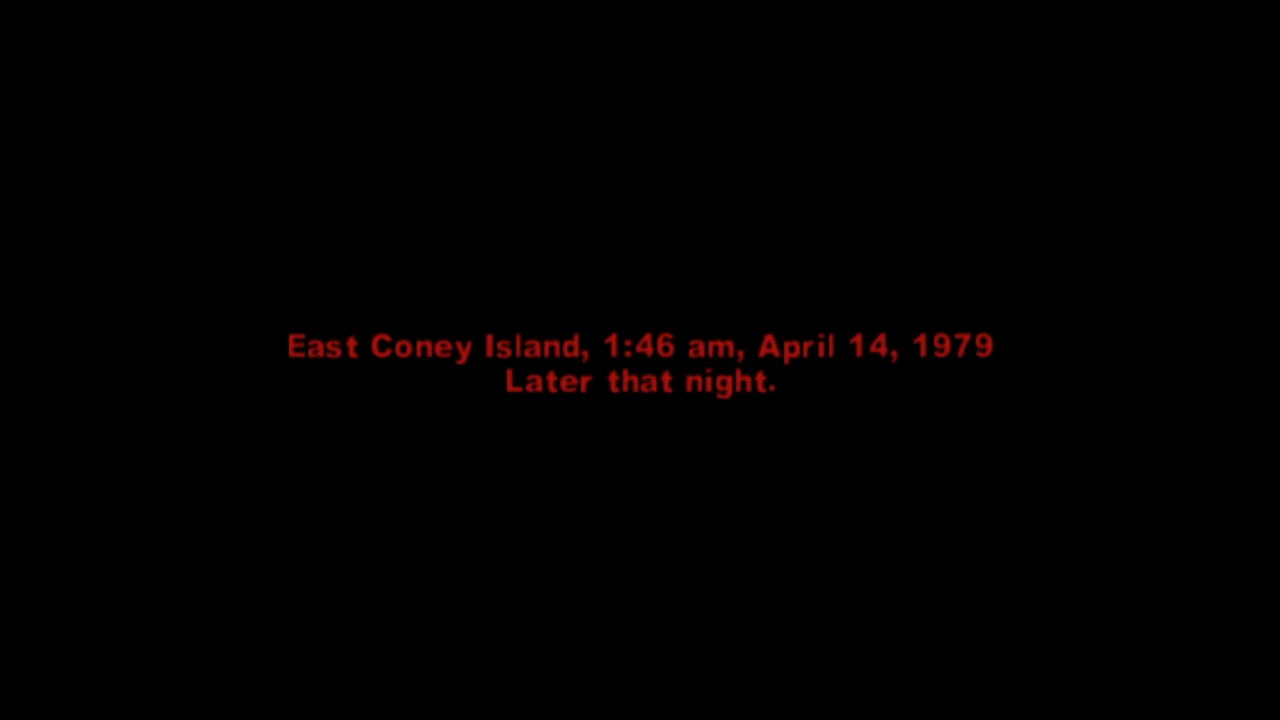 East Coney Island, 1:46 am, April 14, 1979
Later that night.